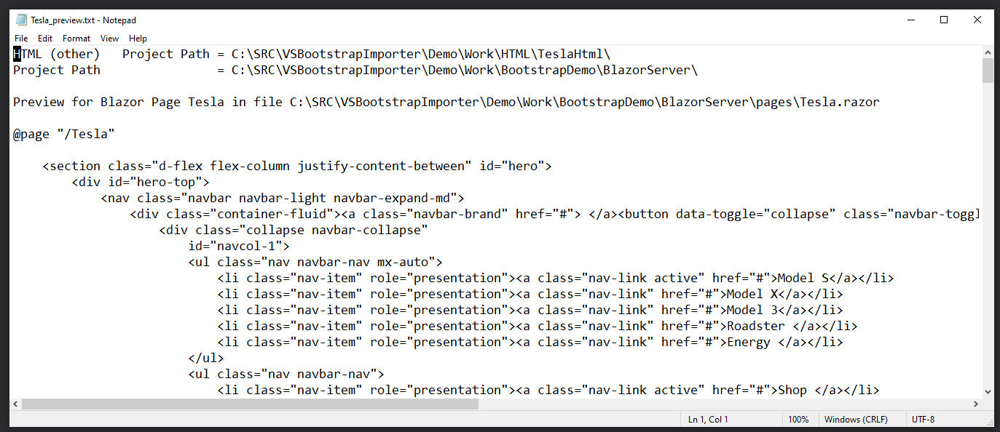 Tesla_preview.txt - Notepad
File Edit Format View Help
HTML (other)   Project Path = C:\SRC\VSBootstrapImporter\Demo\Work\HTML\TeslaHtml\
Project Path                = C:\SRC\VSBootstrapImporter\Demo\Work\BootstrapDemo\BlazorServer\
Preview for Blazor Page Tesla in file C:\SRC\VSBootstrapImporter\Demo\Work\BootstrapDemo\BlazorServer\pages\Tesla.razor
@page "/Tesla"
    <section class="d-flex flex-column justify-content-between" id="hero">
        <div id="hero-top">
            <nav class="navbar navbar-light navbar-expand-md">
                <div class="container-fluid"><a class="navbar-brand" href="#"> </a><button data-toggle="collapse" class="navbar-toggl
                    <div class="collapse navbar-collapse"
                        id="navcol-1">
                        <ul class="nav navbar-nav mx-auto">
                            <li class="nav-item" role="presentation"><a class="nav-link active" href="#">Model S</a></li>
                            <li class="nav-item" role="presentation"><a class="nav-link" href="#">Model X</a></li>
                            <li class="nav-item" role="presentation"><a class="nav-link" href="#">Model 3</a></li>
                            <li class="nav-item" role="presentation"><a class="nav-link" href="#">Roadster </a></li>
                            <li class="nav-item" role="presentation"><a class="nav-link" href="#">Energy </a></li>
                        </ul>
                        <ul class="nav navbar-nav">
                            <li class="nav-item" role="presentation"><a class="nav-link active" href="#">Shop </a></li>
Ln 1, Col 1 100% Windows (CRLF) UTF-8